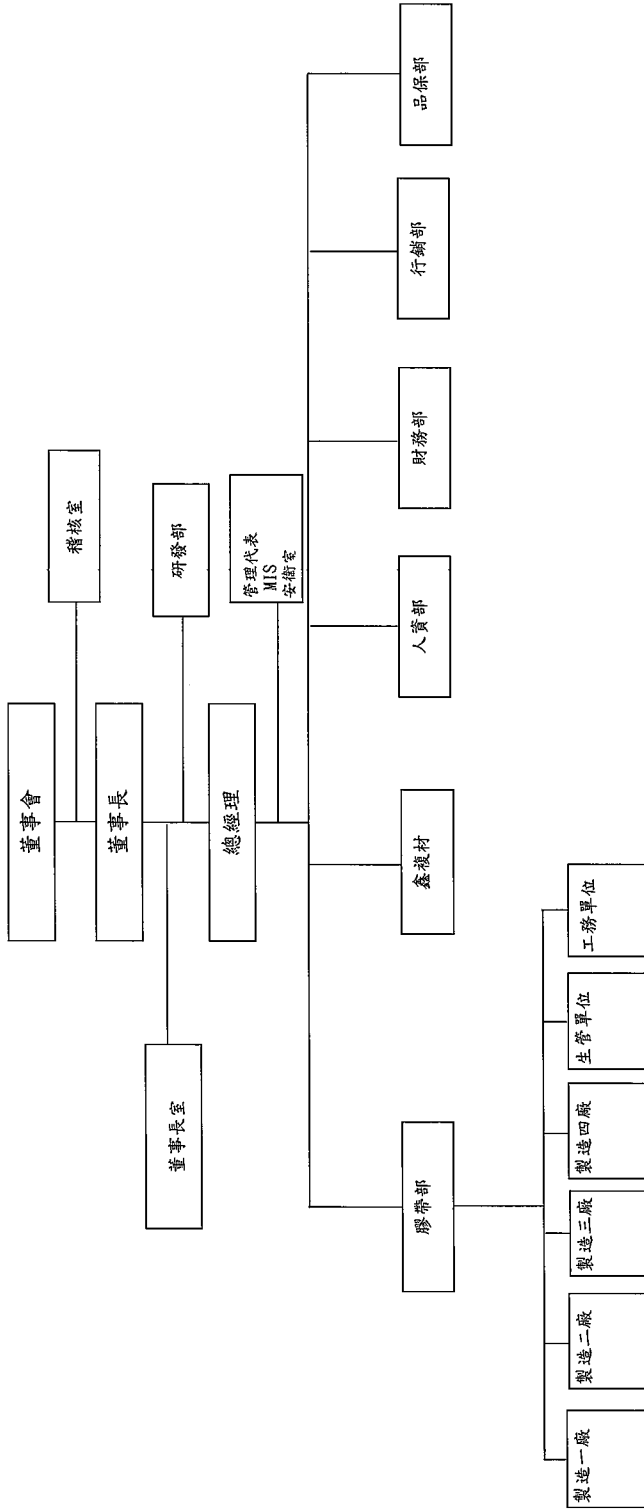 董事會
稽核室
董事長
董事長室
研發部
總經理
管理代表
MIS
安衛室
膠帶部
鑫複材
人資部
財務部
行銷部
品保部
製造一廠
製造二廠
製造三廠
製造四廠
生管單位
工務單位